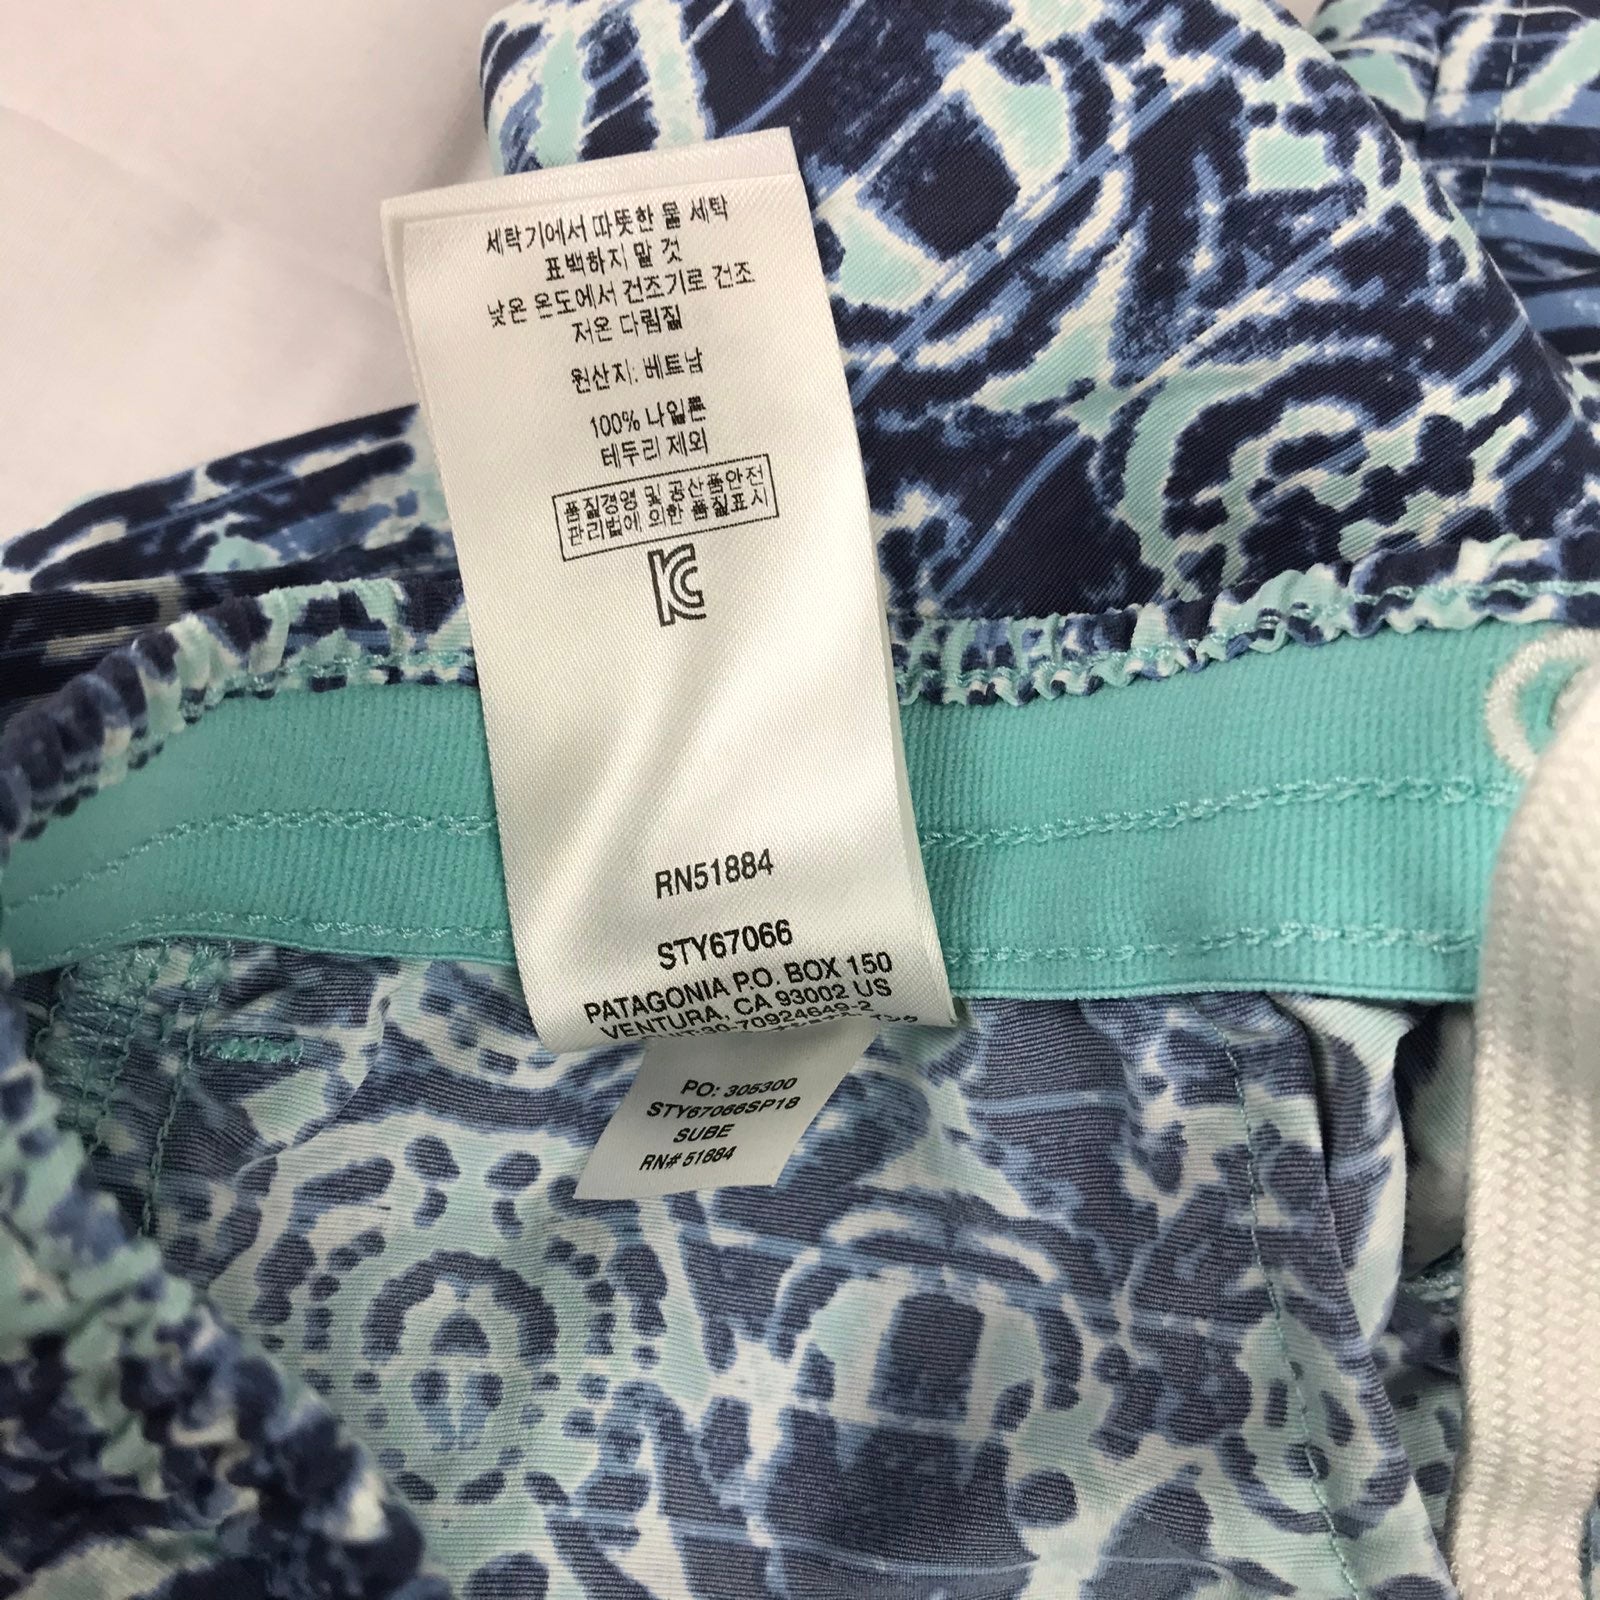 세탁기에서 따뜻한 물 세탁
표백하지 말 것
낮은 온도에서 건조기로 건조
저온 다림질
원산지: 베트남
100% 나일론
테두리 제외
품질경영 및 공산품안전
관리법에 의한 품질표시
KC
RN51884
STY67066
PATAGONIA P.O. BOX 150
VENTURA, CA 93002 US
30-70924649-2
PO: 305300
STY67066SP18
SUBE
RN# 51884